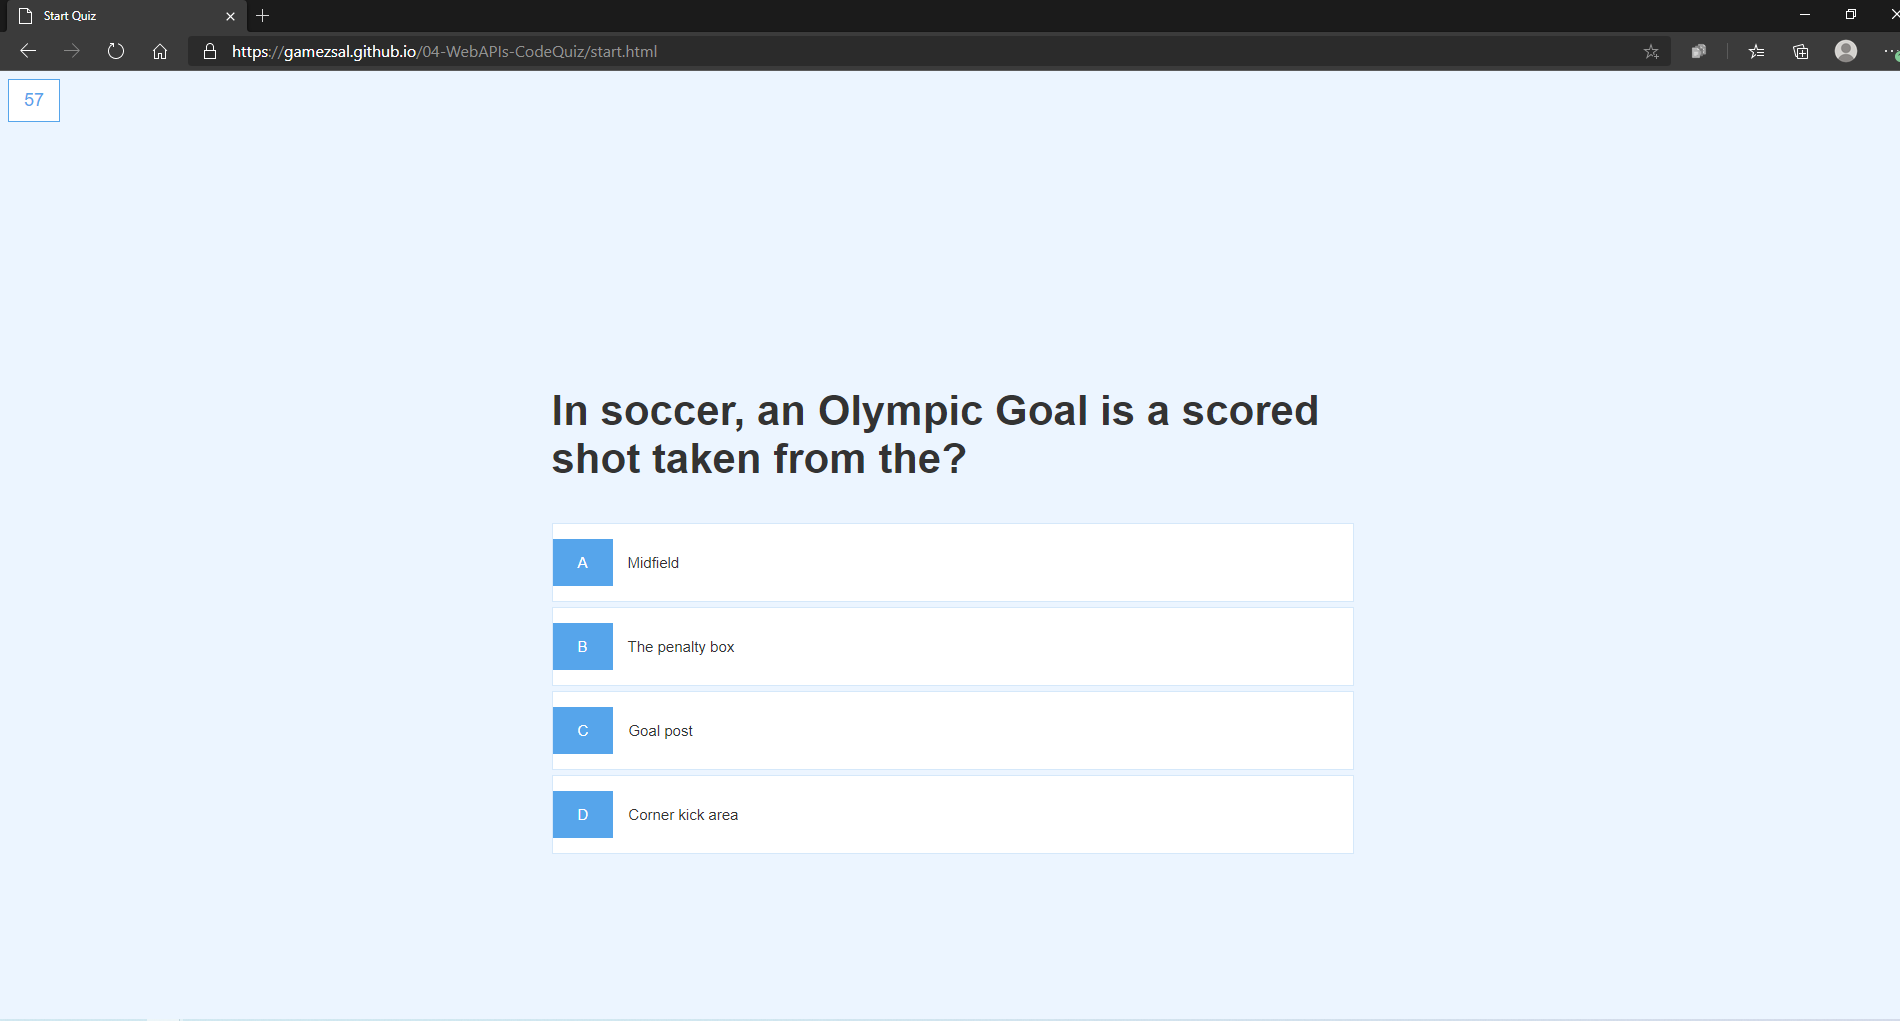 Start Quiz
https://gamezsal.github.io/04-WebAPIs-CodeQuiz/start.html
57
In soccer, an Olympic Goal is a scored
shot taken from the?
A Midfield
B The penalty box
C Goal post
D Corner kick area